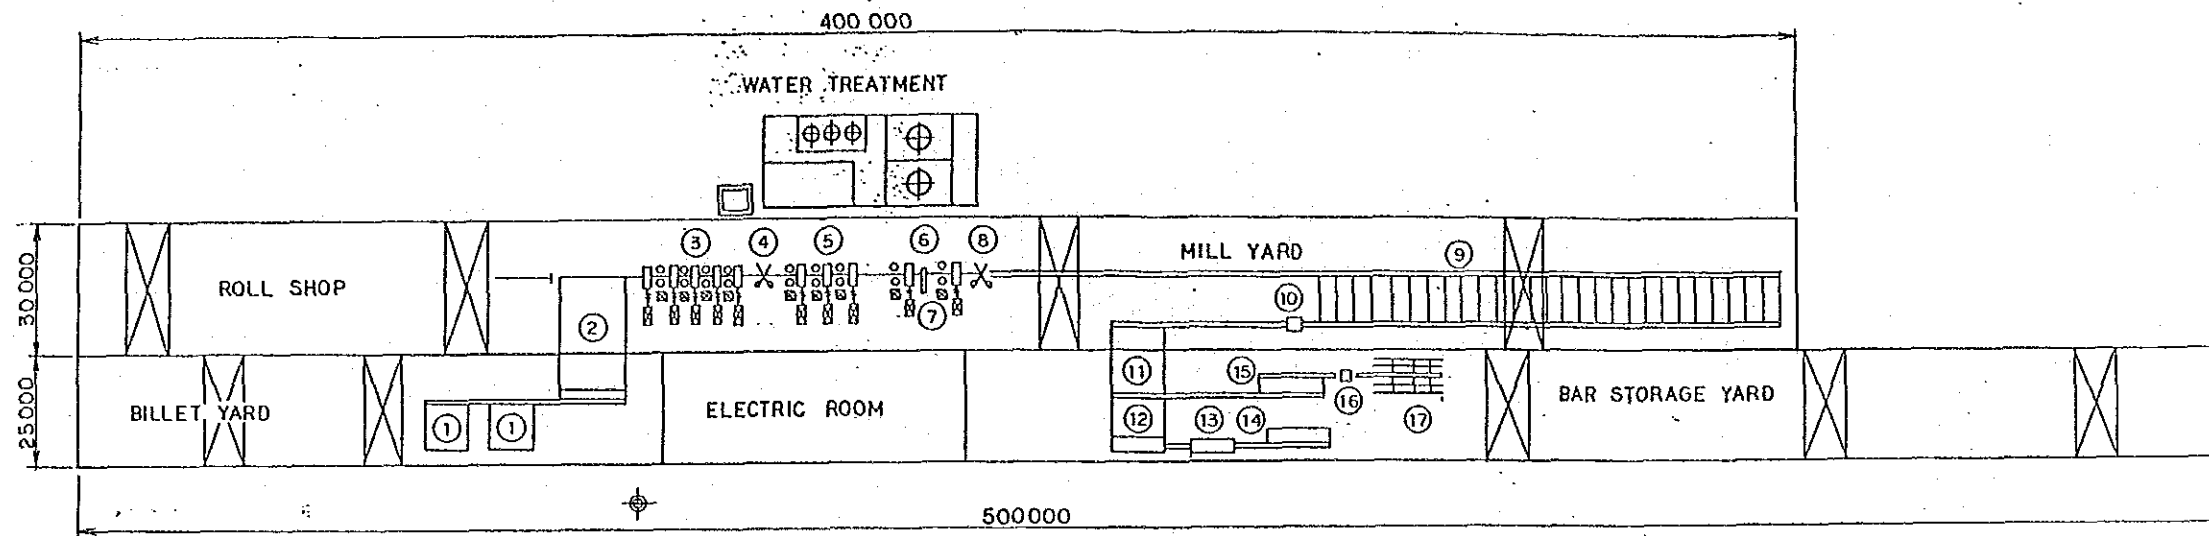 400 000
WATER TREATMENT
3 4 5 6 8
MILL YARD
9
ROLL SHOP
30 000
2
7
10
25 000
BILLET YARD
1 1
ELECTRIC ROOM
11
15
16
BAR STORAGE YARD
12
13 14
17
500000